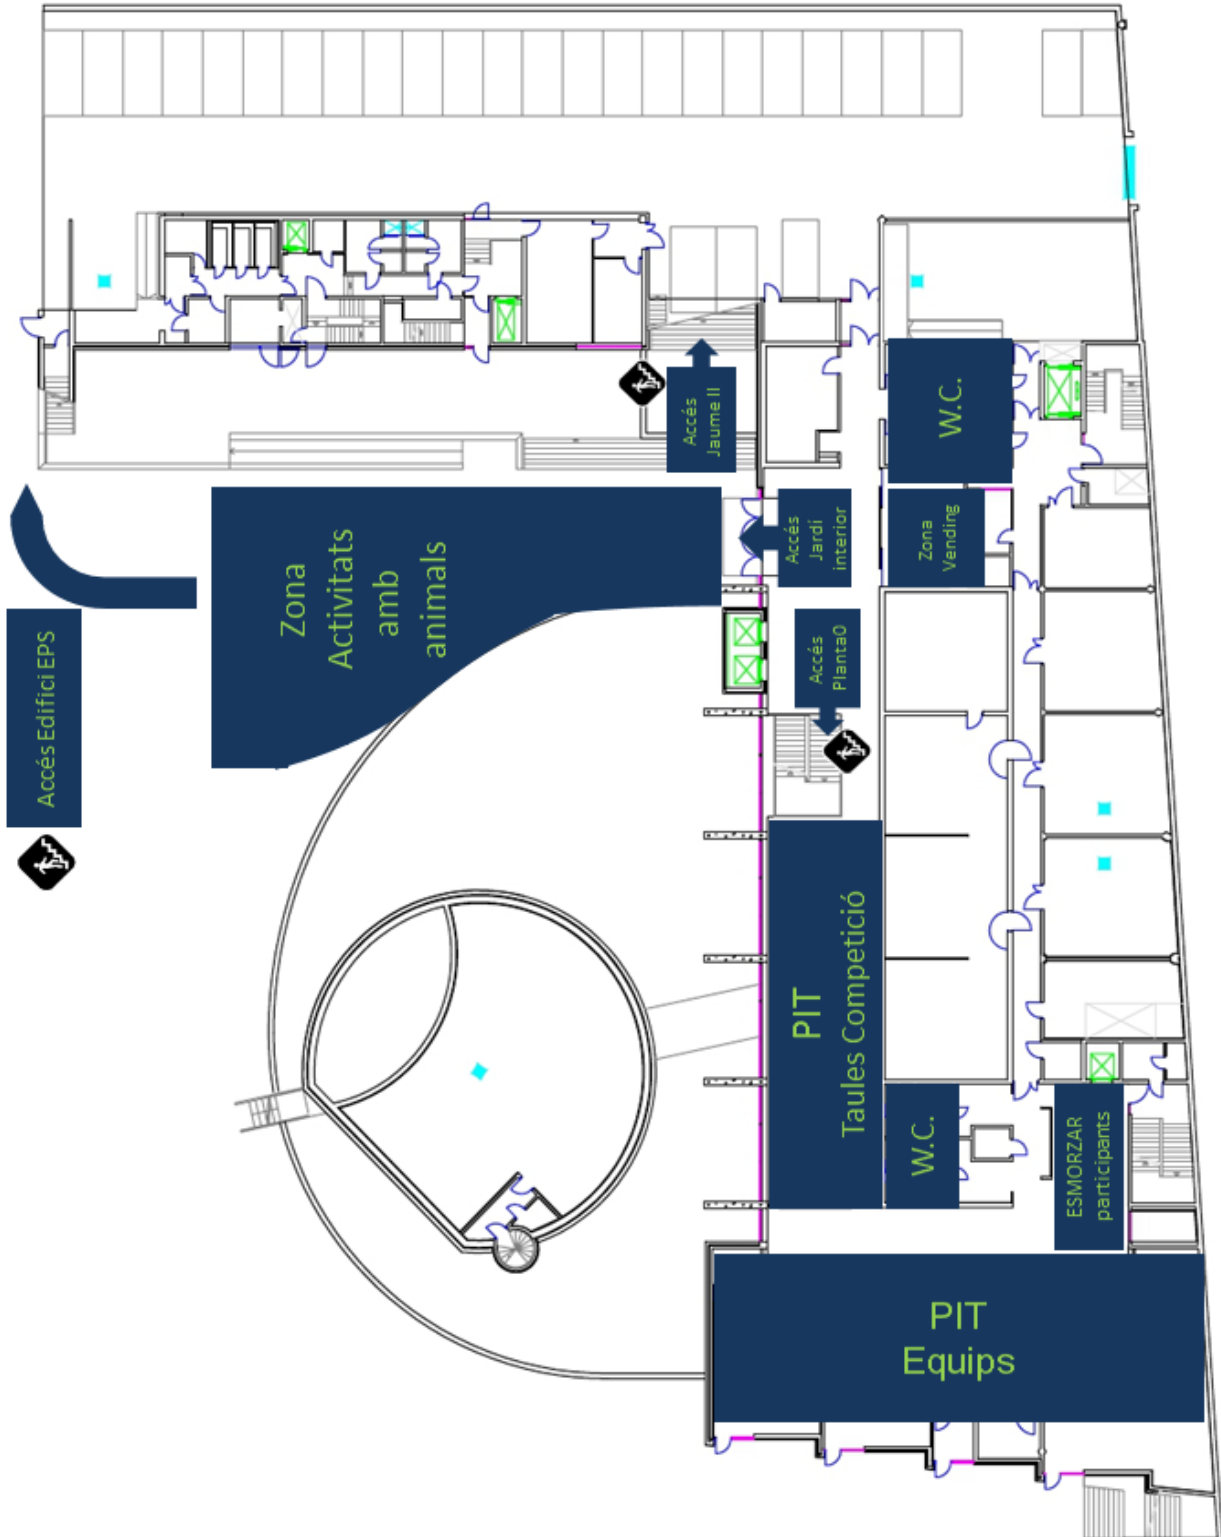 Accés
Jaume II
W.C.
Zona
Activitats
amb
animals
Accés
Jardí
interior
Zona
Vending
Accés Edifici EPS
Accés
Planta0
PIT
Taules Competició
W.C.
ESMORZAR
participants
PIT
Equips